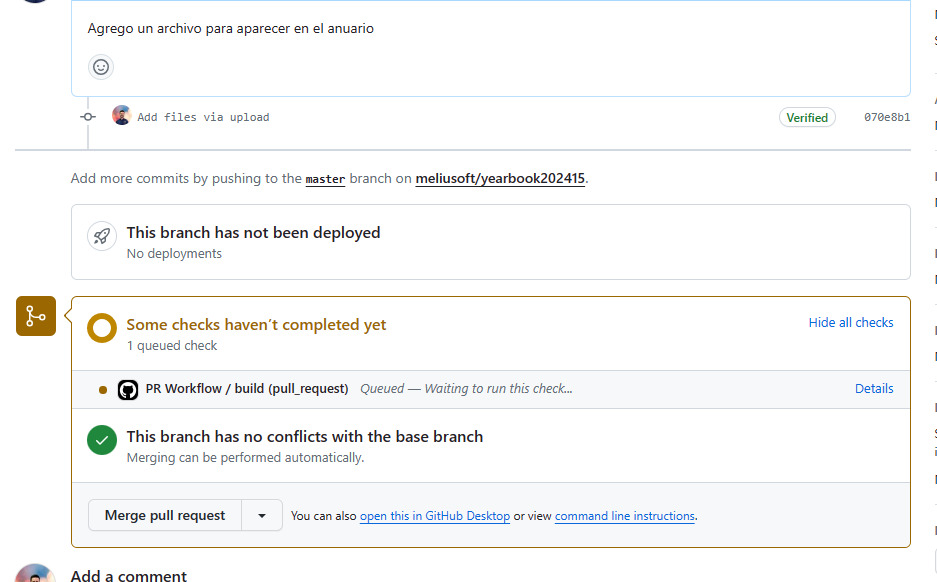 Agrego un archivo para aparecer en el anuario
Add files via upload Verified 070e8b1
Add more commits by pushing to the master branch on meliusoft/yearbook202415.
This branch has not been deployed
No deployments
Some checks haven't completed yet Hide all checks
1 queued check
PR Workflow / build (pull_request) Queued — Waiting to run this check... Details
This branch has no conflicts with the base branch
Merging can be performed automatically.
Merge pull request You can also open this in GitHub Desktop or view command line instructions.
Add a comment